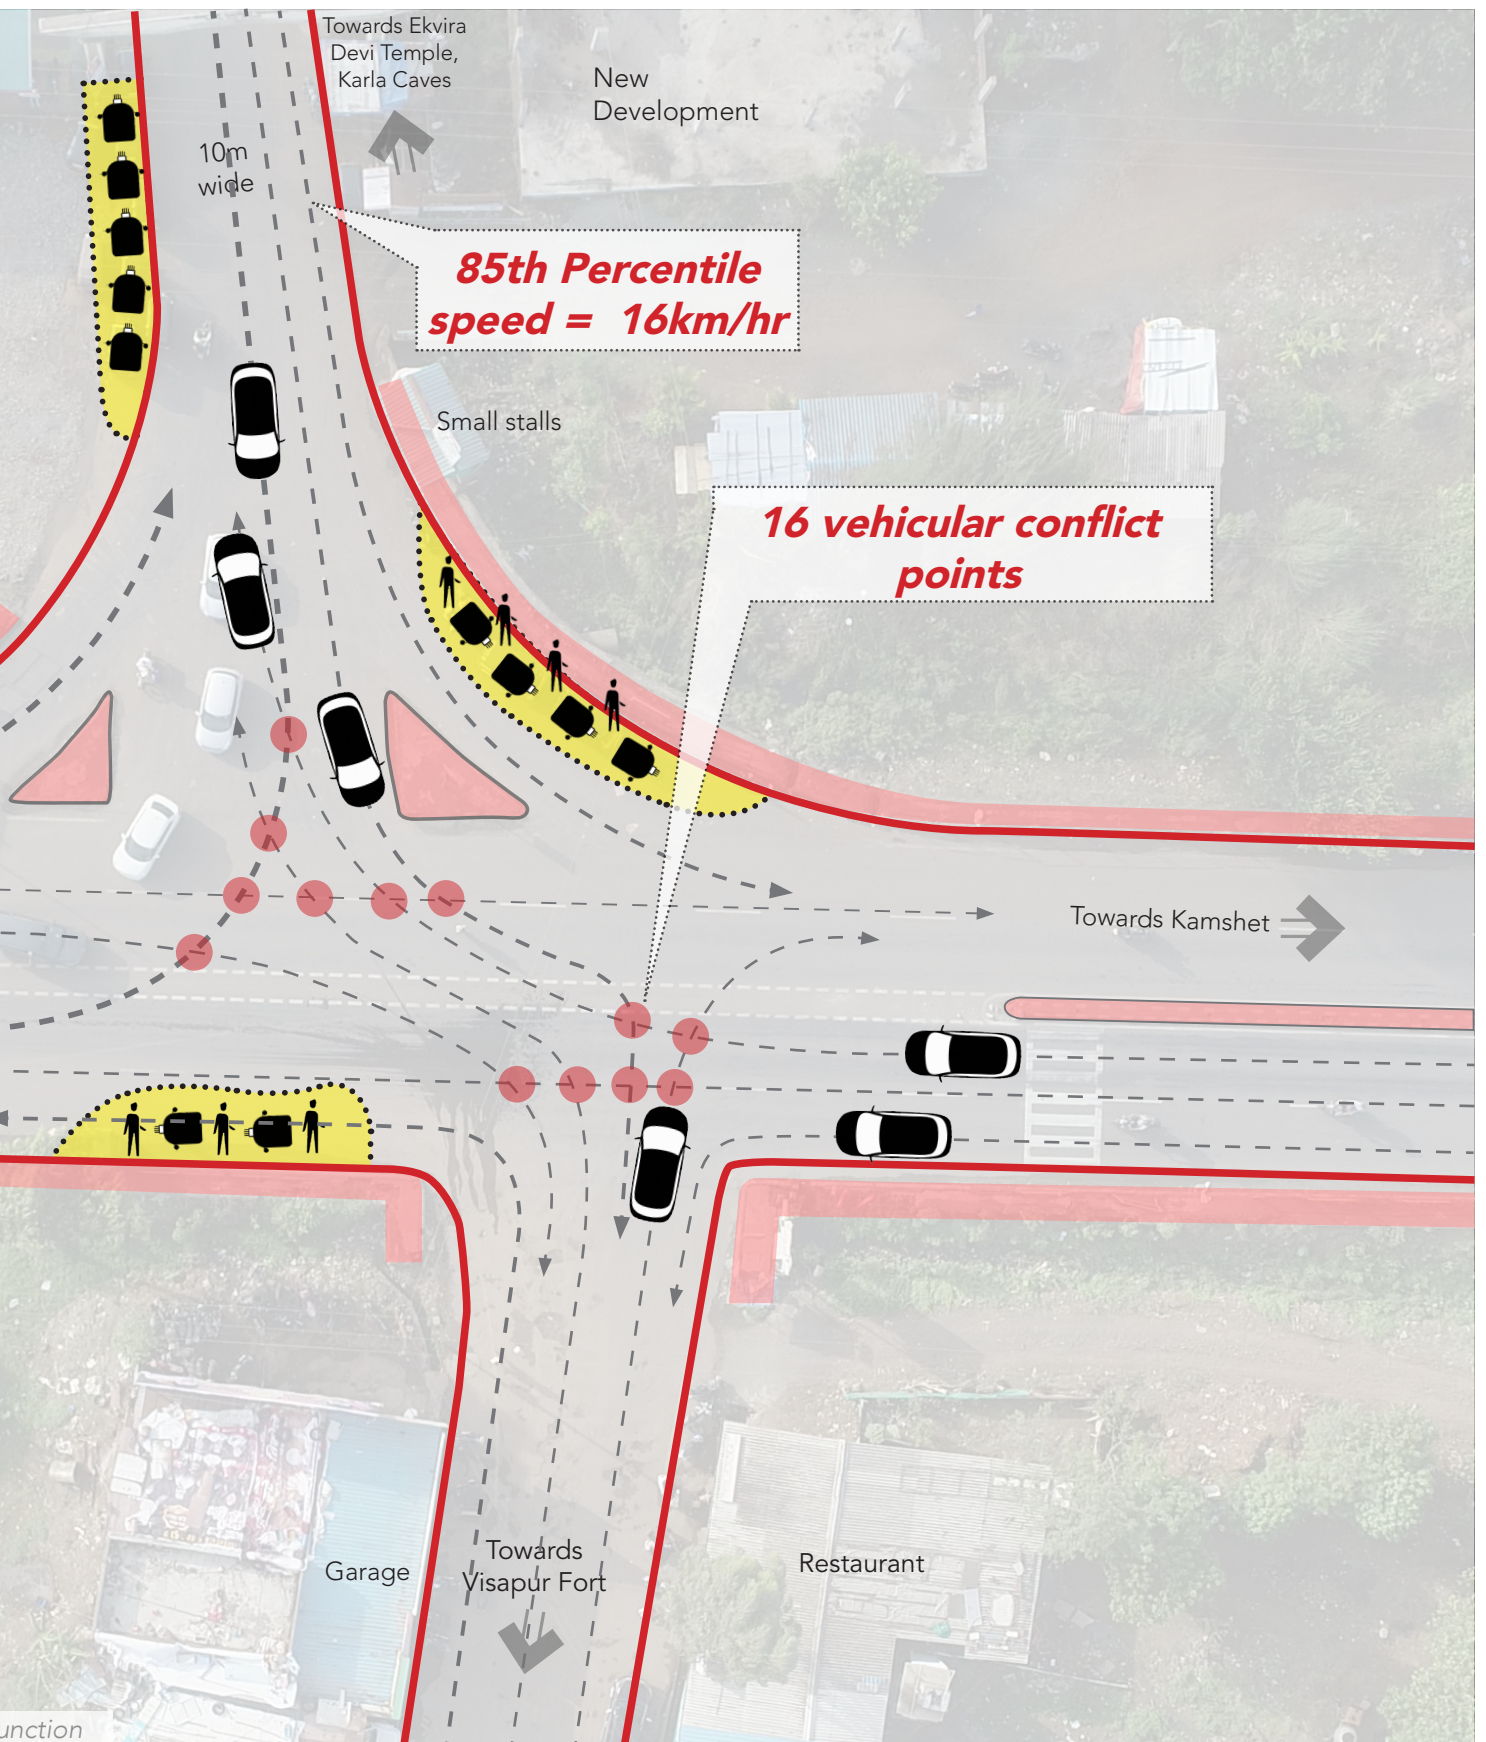 Towards Ekvira
Devi Temple,
Karla Caves
New
Development
10m
wide
85th Percentile
speed = 16km/hr
Small stalls
16 vehicular conflict
points
Towards Kamshet
Garage
Towards
Visapur Fort
Restaurant
unction